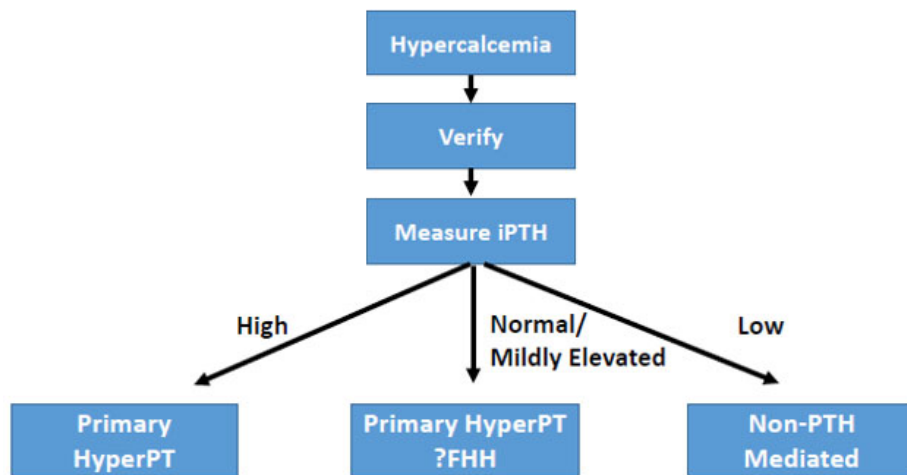 Hypercalcemia
Verify
Measure iPTH
High
Normal/
Mildly Elevated
Low
Primary
HyperPT
Primary HyperPT
?FHH
Non-PTH
Mediated